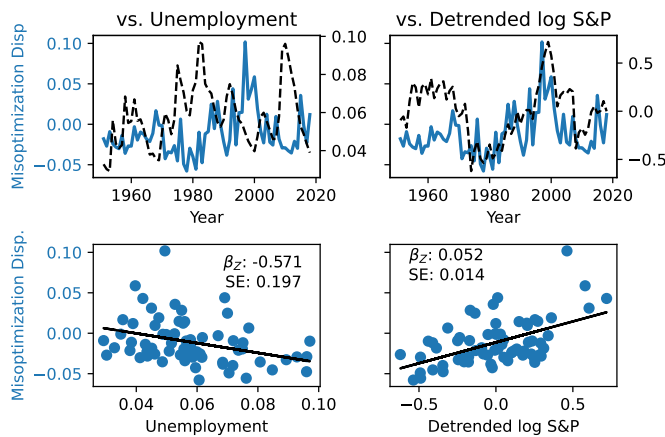 vs. Unemployment
vs. Detrended log S&P
Misoptimization Disp
0.10
0.05
0.00
−0.05
0.10
0.08
0.06
0.04
0.5
0.0
−0.5
1960
1980
2000
2020
1960
1980
2000
2020
Year
Year
Misoptimization Disp.
0.10
0.05
0.00
−0.05
β_Z: -0.571
SE: 0.197
β_Z: 0.052
SE: 0.014
0.04
0.06
0.08
0.10
−0.5
0.0
0.5
Unemployment
Detrended log S&P